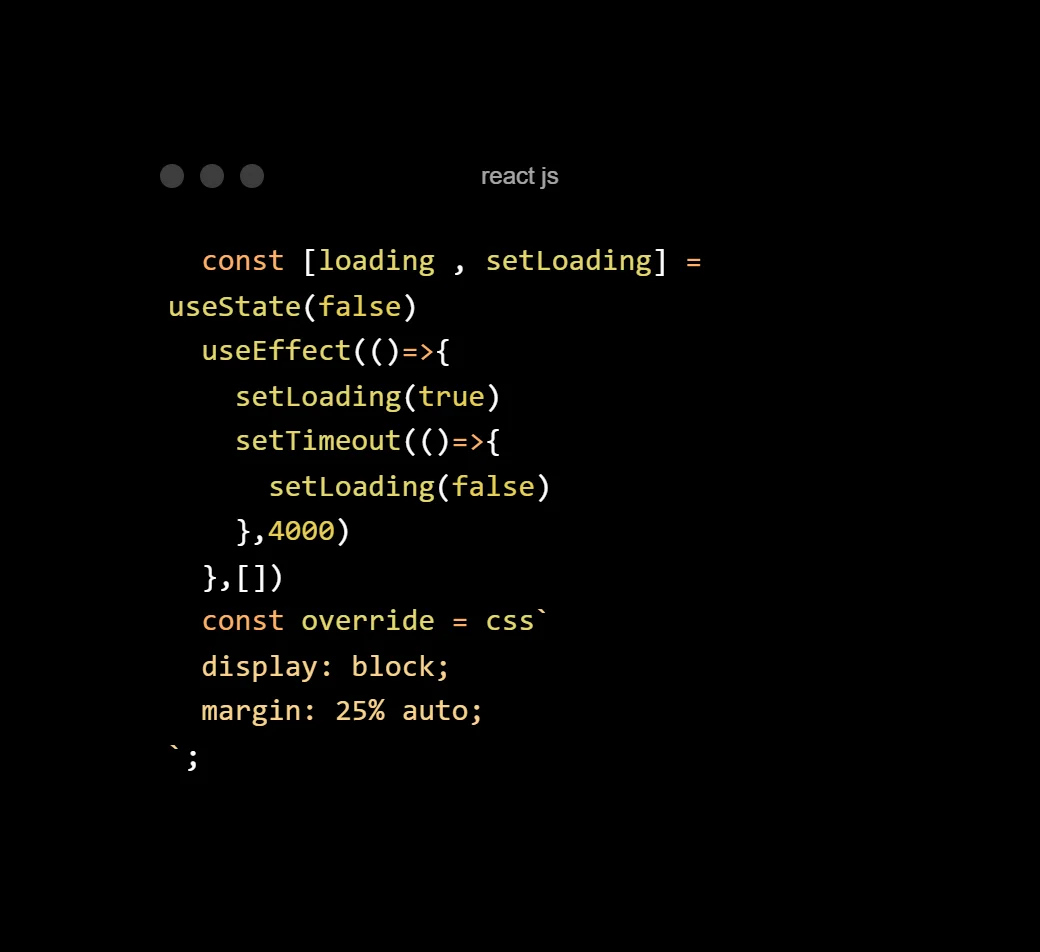 react js
const [loading , setLoading] =
useState(false)
useEffect(()=>{
setLoading(true)
setTimeout(()=>{
setLoading(false)
},4000)
},[])
const override = css`
display: block;
margin: 25% auto;
`;